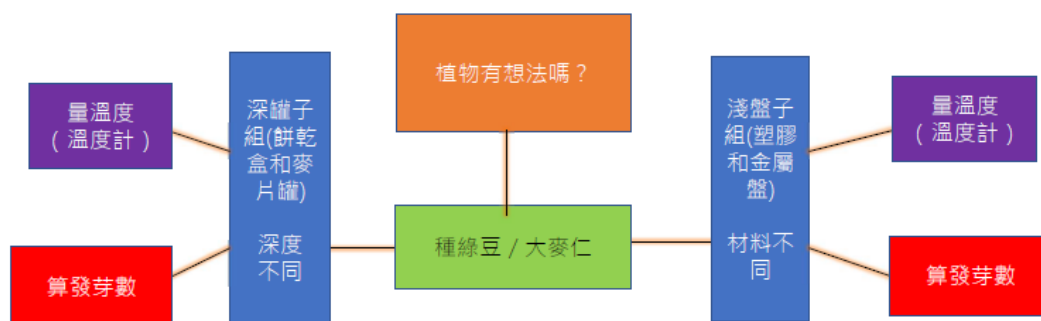 植物有想法嗎？
量溫度
（溫度計）
深罐子
組(餅乾
盒和麥
片罐)
深度
不同
算發芽數
種綠豆 / 大麥仁
淺盤子
組(塑膠
和金屬
盤)
材料不
同
量溫度
（溫度計）
算發芽數